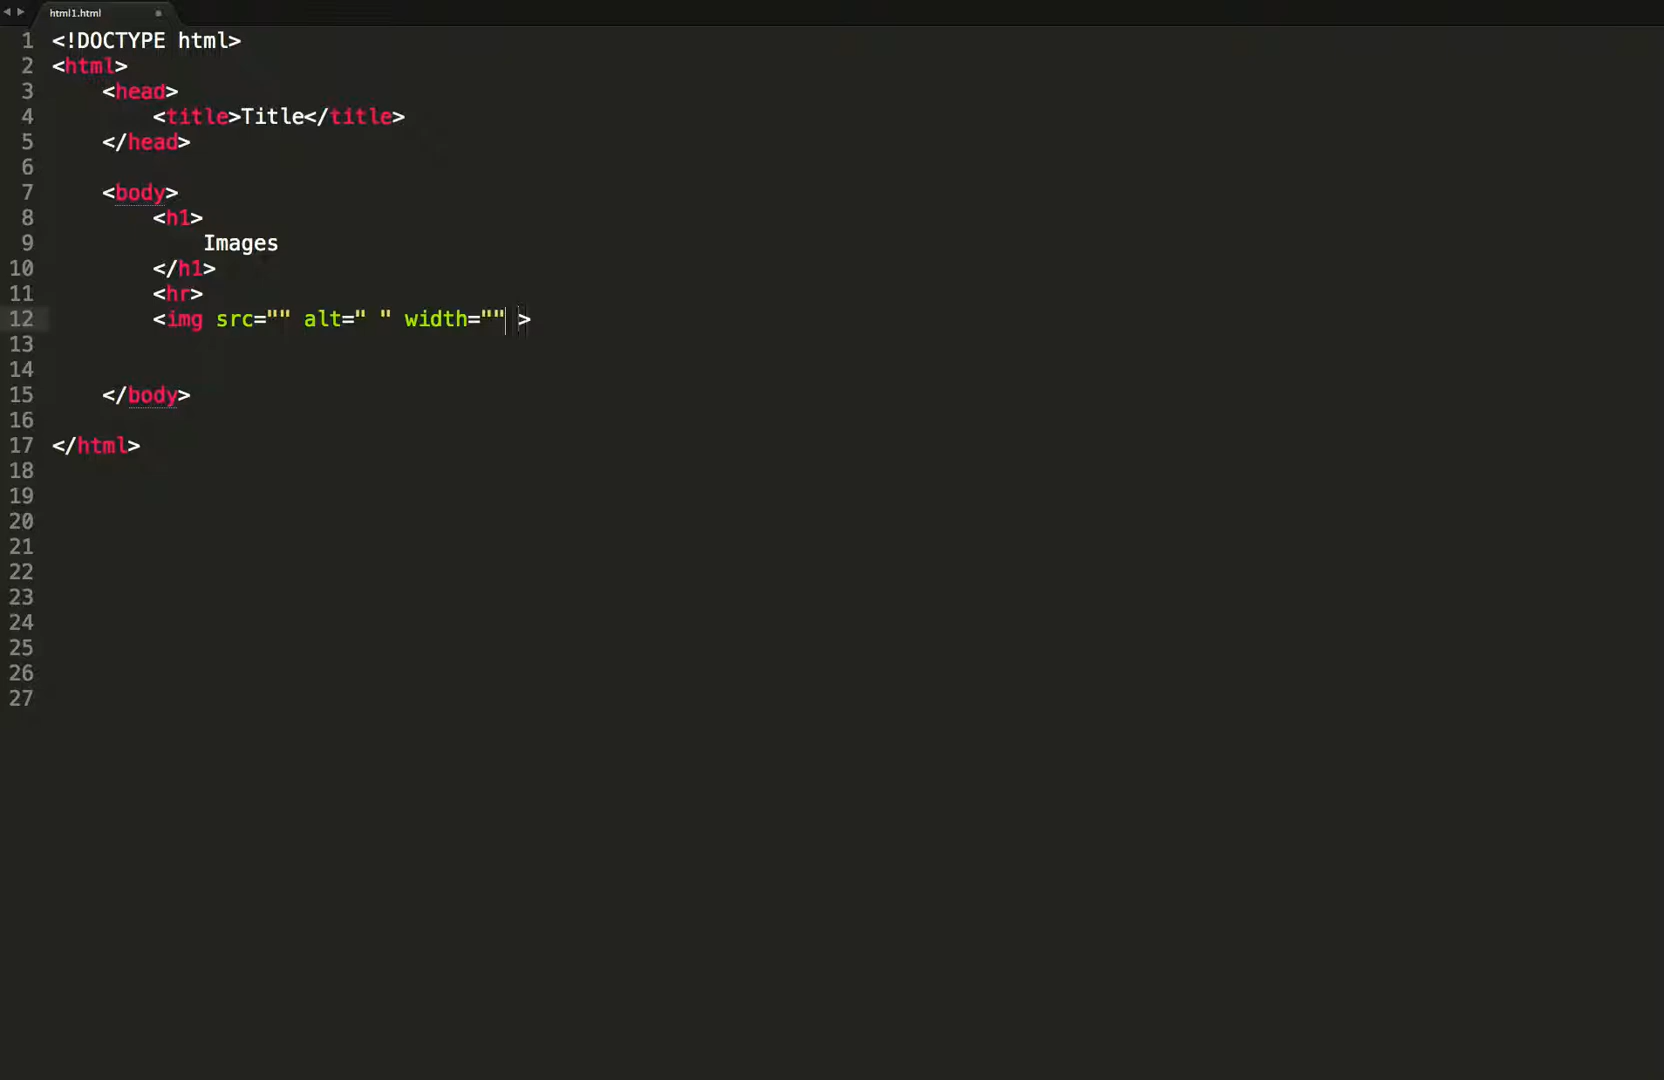 html1.html
1 <!DOCTYPE html>
2 <html>
3 <head>
4 <title>Title</title>
5 </head>
6
7 <body>
8 <h1>
9 Images
10 </h1>
11 <hr>
12 <img src="" alt=" " width="" >
13
14
15 </body>
16
17 </html>
18
19
20
21
22
23
24
25
26
27